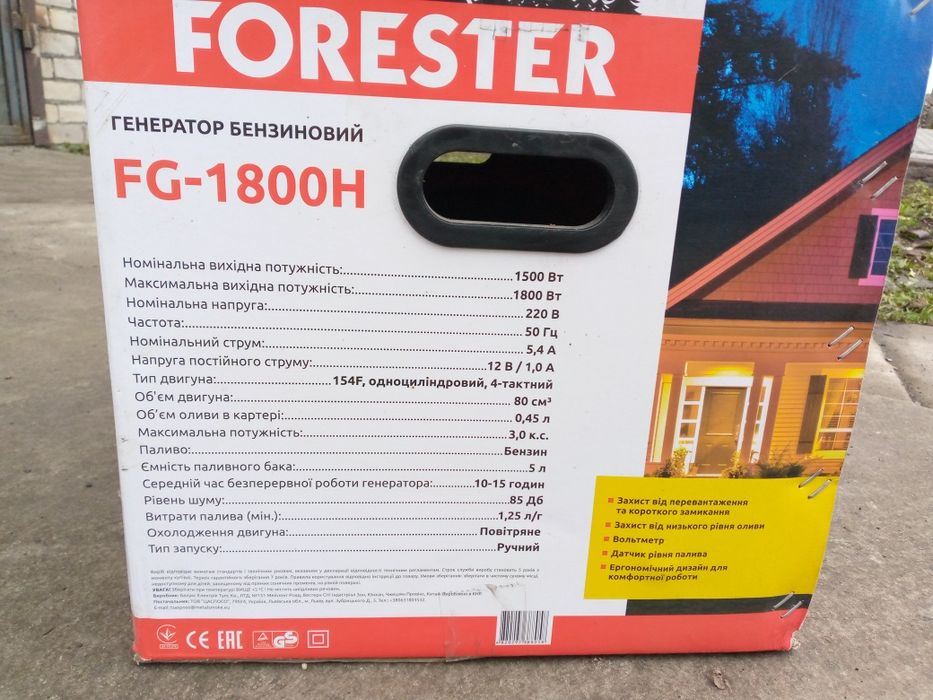 FORESTER
ГЕНЕРАТОР БЕНЗИНОВИЙ
FG-1800H
Номінальна вихідна потужність:1500 Вт
Максимальна вихідна потужність:1800 Вт
Номінальна напруга:220 В
Частота:50 Гц
Номінальний струм:5,4 А
Напруга постійного струму:12 В / 1,0 А
Тип двигуна:154F, одноциліндровий, 4-тактний
Об'єм двигуна:80 см³
Об'єм оливи в картері:0,45 л
Максимальна потужність:3,0 к.с.
Паливо:Бензин
Ємність паливного бака:5 л
Середній час безперервної роботи генератора:10-15 годин
Рівень шуму:85 Дб
Витрати палива (мін.):1,25 л/г
Охолодження двигуна:Повітряне
Тип запуску:Ручний
Захист від перевантаження
та короткого замикання
Захист від низького рівня оливи
Вольтметр
Датчик рівня палива
Ергономічний дизайн для
комфортної роботи
CE EAC GS